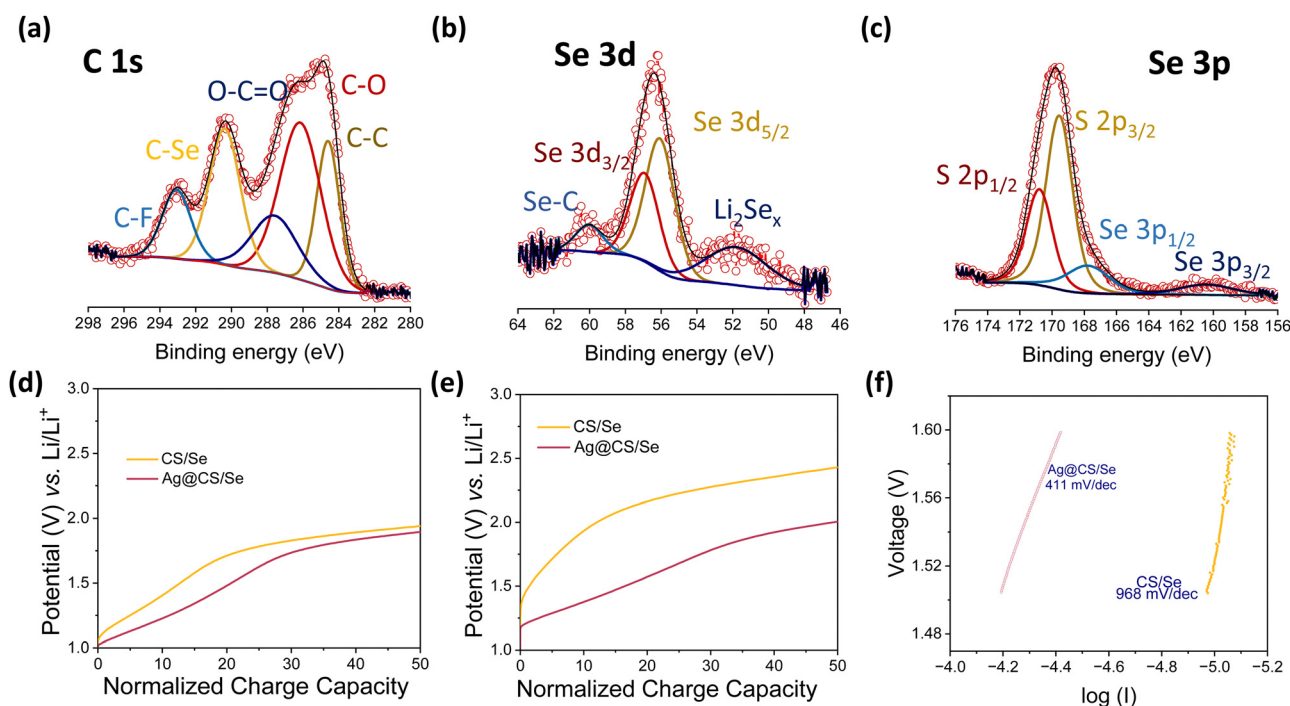 (a)
C 1s
O-C=O
C-O
C-Se
C-C
C-F
298 296 294 292 290 288 286 284 282 280
Binding energy (eV)
(b)
Se 3d
Se 3d5/2
Se 3d3/2
Se-C
Li2Sex
64 62 60 58 56 54 52 50 48 46
Binding energy (eV)
(c)
Se 3p
S 2p3/2
S 2p1/2
Se 3p1/2
Se 3p3/2
176 174 172 170 168 166 164 162 160 158 156
Binding energy (eV)
(d)
Potential (V) vs. Li/Li+
3.0
2.5
2.0
1.5
1.0
CS/Se
Ag@CS/Se
0 10 20 30 40 50
Normalized Charge Capacity
(e)
Potential (V) vs. Li/Li+
3.0
2.5
2.0
1.5
1.0
CS/Se
Ag@CS/Se
0 10 20 30 40 50
Normalized Charge Capacity
(f)
Voltage (V)
1.60
1.56
1.52
1.48
Ag@CS/Se
411 mV/dec
CS/Se
968 mV/dec
−4.0 −4.2 −4.4 −4.6 −4.8 −5.0 −5.2
log (I)